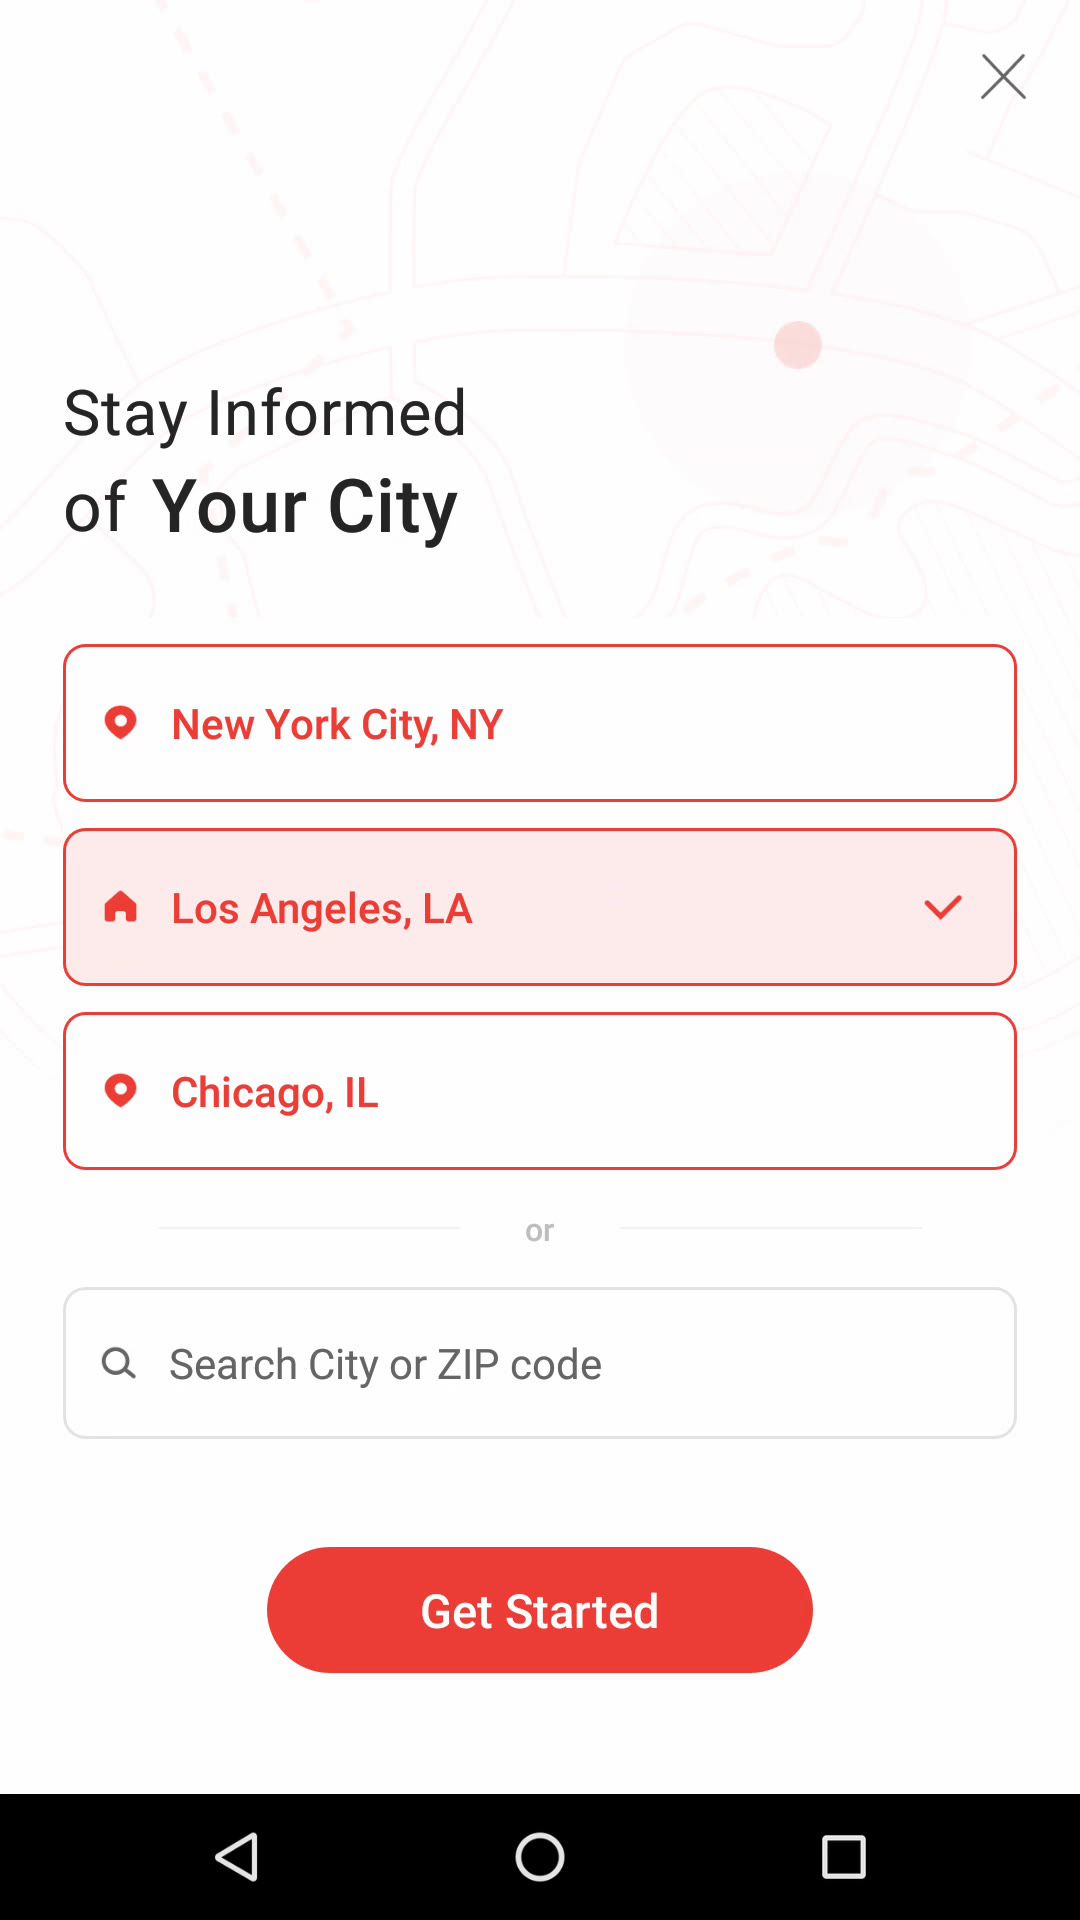 Stay Informed
of Your City
New York City, NY
Los Angeles, LA
Chicago, IL
or
Search City or ZIP code
Get Started